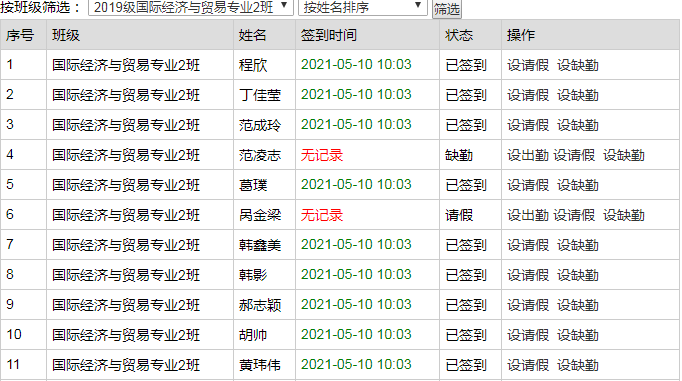 按班级筛选： 2019级国际经济与贸易专业2班 按姓名排序 筛选
序号 班级 姓名 签到时间 状态 操作
1 国际经济与贸易专业2班 程欣 2021-05-10 10:03 已签到 设请假 设缺勤
2 国际经济与贸易专业2班 丁佳莹 2021-05-10 10:03 已签到 设请假 设缺勤
3 国际经济与贸易专业2班 范成玲 2021-05-10 10:03 已签到 设请假 设缺勤
4 国际经济与贸易专业2班 范凌志 无记录 缺勤 设出勤 设请假 设缺勤
5 国际经济与贸易专业2班 葛璞 2021-05-10 10:03 已签到 设请假 设缺勤
6 国际经济与贸易专业2班 呙金梁 无记录 请假 设出勤 设请假 设缺勤
7 国际经济与贸易专业2班 韩鑫美 2021-05-10 10:03 已签到 设请假 设缺勤
8 国际经济与贸易专业2班 韩影 2021-05-10 10:03 已签到 设请假 设缺勤
9 国际经济与贸易专业2班 郝志颖 2021-05-10 10:03 已签到 设请假 设缺勤
10 国际经济与贸易专业2班 胡帅 2021-05-10 10:03 已签到 设请假 设缺勤
11 国际经济与贸易专业2班 黄玮伟 2021-05-10 10:03 已签到 设请假 设缺勤